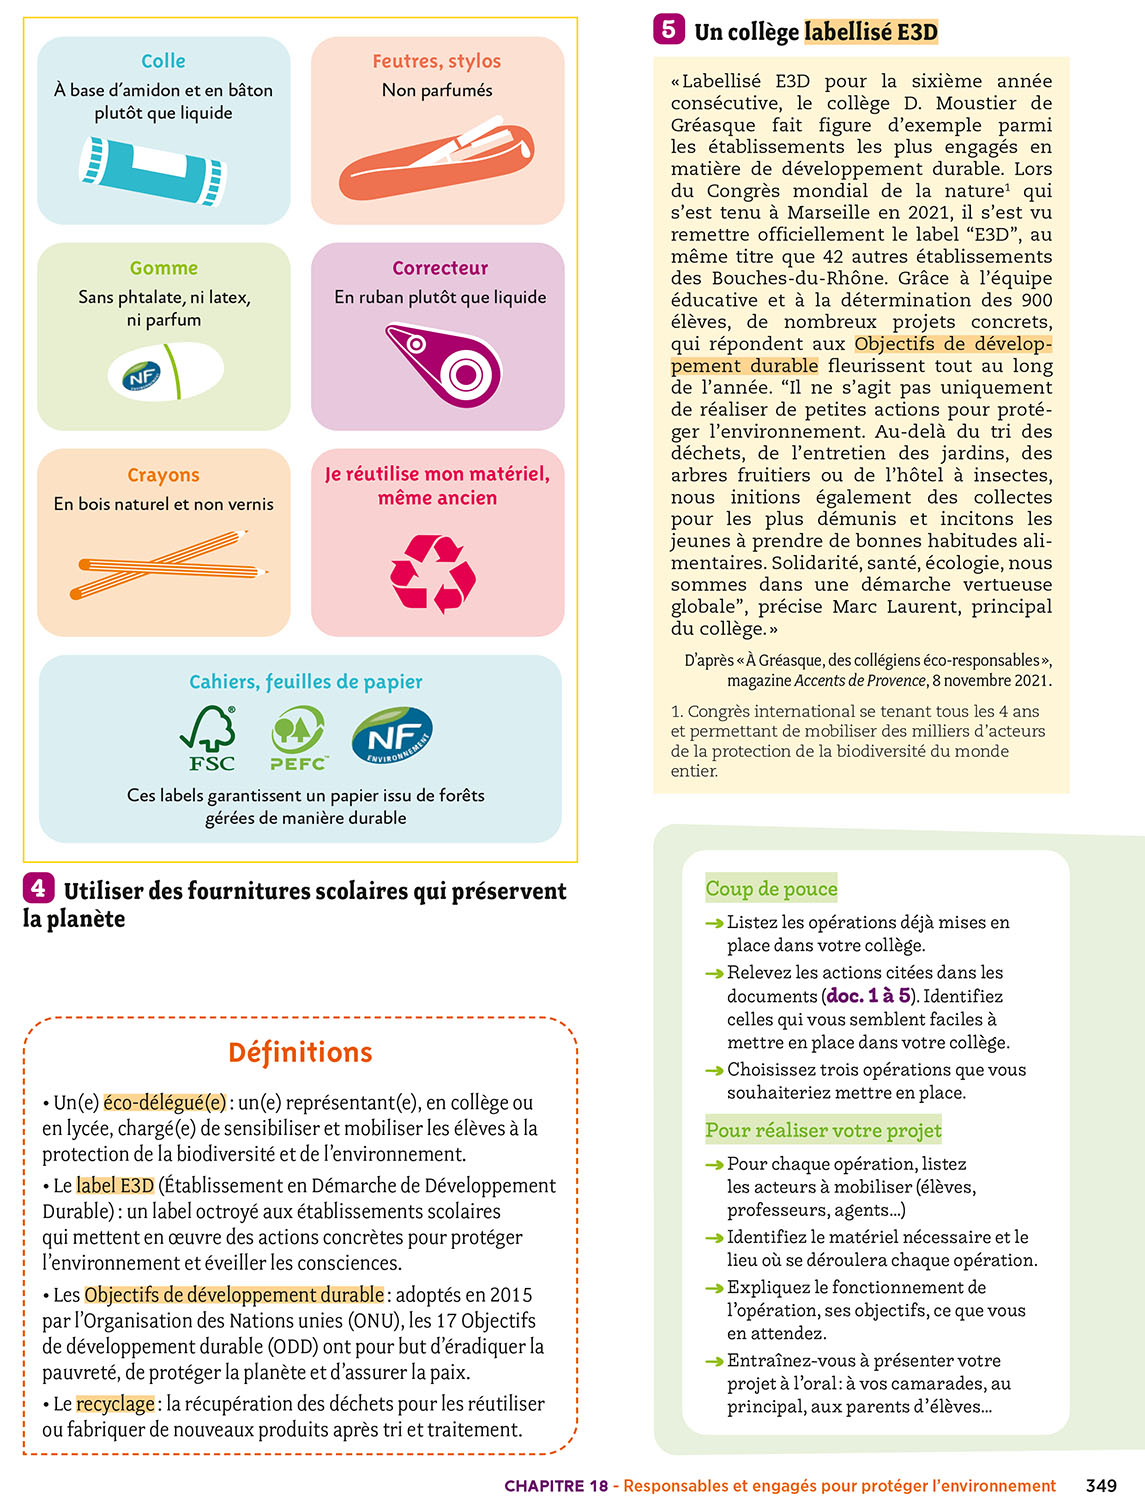 Colle
À base d'amidon et en bâton
plutôt que liquide
Feutres, stylos
Non parfumés
Gomme
Sans phtalate, ni latex,
ni parfum
NF
Correcteur
En ruban plutôt que liquide
Crayons
En bois naturel et non vernis
Je réutilise mon matériel,
même ancien
Cahiers, feuilles de papier
FSC
PEFC™
NF
ENVIRONNEMENT
Ces labels garantissent un papier issu de forêts
gérées de manière durable
4 Utiliser des fournitures scolaires qui préservent
la planète
Définitions
• Un(e) éco-délégué(e) : un(e) représentant(e), en collège ou
en lycée, chargé(e) de sensibiliser et mobiliser les élèves à la
protection de la biodiversité et de l'environnement.
• Le label E3D (Établissement en Démarche de Développement
Durable) : un label octroyé aux établissements scolaires
qui mettent en œuvre des actions concrètes pour protéger
l'environnement et éveiller les consciences.
• Les Objectifs de développement durable : adoptés en 2015
par l'Organisation des Nations unies (ONU), les 17 Objectifs
de développement durable (ODD) ont pour but d'éradiquer la
pauvreté, de protéger la planète et d'assurer la paix.
• Le recyclage : la récupération des déchets pour les réutiliser
ou fabriquer de nouveaux produits après tri et traitement.
5 Un collège labellisé E3D
« Labellisé E3D pour la sixième année
consécutive, le collège D. Moustier de
Gréasque fait figure d'exemple parmi
les établissements les plus engagés en
matière de développement durable. Lors
du Congrès mondial de la nature¹ qui
s'est tenu à Marseille en 2021, il s'est vu
remettre officiellement le label “E3D”, au
même titre que 42 autres établissements
des Bouches-du-Rhône. Grâce à l'équipe
éducative et à la détermination des 900
élèves, de nombreux projets concrets,
qui répondent aux Objectifs de dévelop-
pement durable fleurissent tout au long
de l'année. “Il ne s'agit pas uniquement
de réaliser de petites actions pour proté-
ger l'environnement. Au-delà du tri des
déchets, de l'entretien des jardins, des
arbres fruitiers ou de l'hôtel à insectes,
nous initions également des collectes
pour les plus démunis et incitons les
jeunes à prendre de bonnes habitudes ali-
mentaires. Solidarité, santé, écologie, nous
sommes dans une démarche vertueuse
globale”, précise Marc Laurent, principal
du collège. »
D'après « À Gréasque, des collégiens éco-responsables »,
magazine Accents de Provence, 8 novembre 2021.
1. Congrès international se tenant tous les 4 ans
et permettant de mobiliser des milliers d'acteurs
de la protection de la biodiversité du monde
entier.
Coup de pouce
➔ Listez les opérations déjà mises en
place dans votre collège.
➔ Relevez les actions citées dans les
documents (doc. 1 à 5). Identifiez
celles qui vous semblent faciles à
mettre en place dans votre collège.
➔ Choisissez trois opérations que vous
souhaiteriez mettre en place.
Pour réaliser votre projet
➔ Pour chaque opération, listez
les acteurs à mobiliser (élèves,
professeurs, agents...)
➔ Identifiez le matériel nécessaire et le
lieu où se déroulera chaque opération.
➔ Expliquez le fonctionnement de
l'opération, ses objectifs, ce que vous
en attendez.
➔ Entraînez-vous à présenter votre
projet à l'oral : à vos camarades, au
principal, aux parents d'élèves...
CHAPITRE 18 - Responsables et engagés pour protéger l'environnement 349